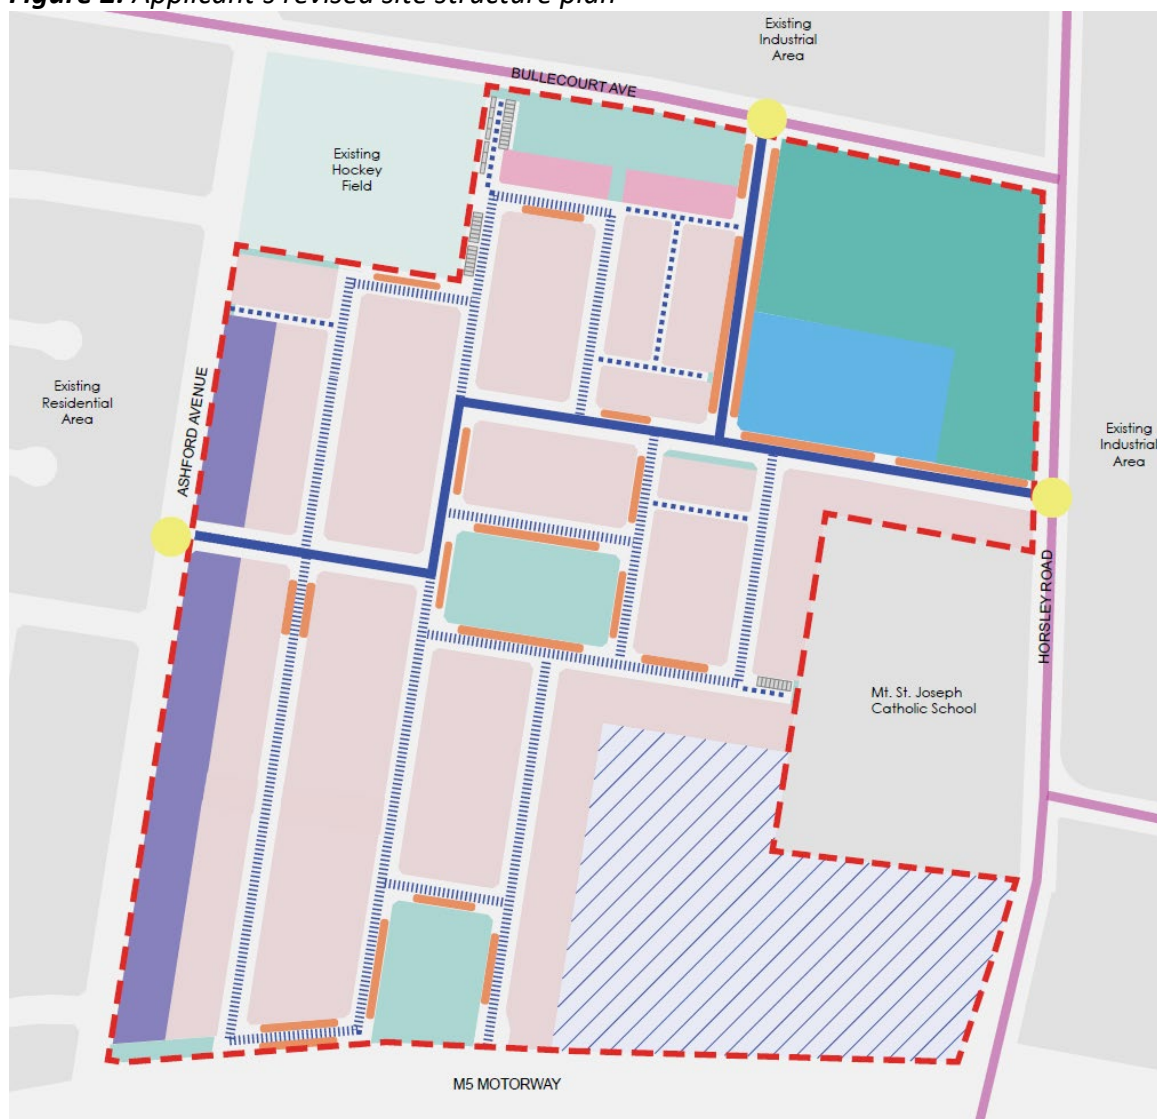 Figure 2: Applicant's revised site structure plan
Existing
Industrial
Area
BULLECOURT AVE
Existing
Hockey
Field
Existing
Residential
Area
ASHFORD AVENUE
Existing
Industrial
Area
HORSLEY ROAD
Mt. St. Joseph
Catholic School
M5 MOTORWAY